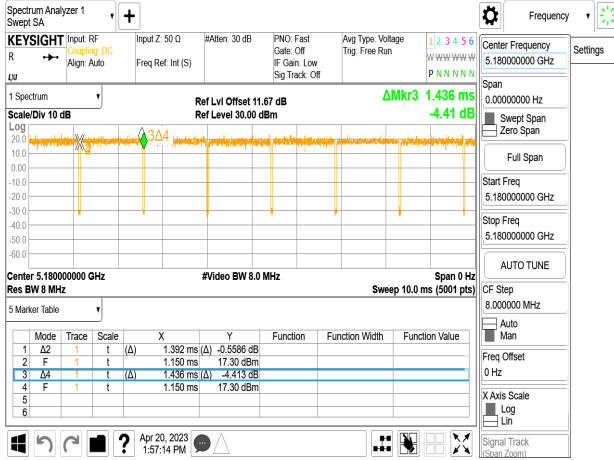 Spectrum Analyzer 1
Swept SA
Frequency
KEYSIGHT
R
Input: RF
Coupling: DC
Align: Auto
Input Z: 50 Ω
Freq Ref: Int (S)
#Atten: 30 dB
PNO: Fast
Gate: Off
IF Gain: Low
Sig Track: Off
Avg Type: Voltage
Trig: Free Run
1 2 3 4 5 6
W W W W W W
P N N N N N
Center Frequency
5.180000000 GHz
Settings
Span
0.00000000 Hz
Swept Span
Zero Span
Full Span
Start Freq
5.180000000 GHz
Stop Freq
5.180000000 GHz
AUTO TUNE
CF Step
8.000000 MHz
Auto
Man
Freq Offset
0 Hz
X Axis Scale
Log
Lin
Signal Track
(Span Zoom)
1 Spectrum
Scale/Div 10 dB
Ref Lvl Offset 11.67 dB
Ref Level 30.00 dBm
ΔMkr3 1.436 ms
-4.41 dB
Log
20.0
10.0
0.00
-10.0
-20.0
-30.0
-40.0
-50.0
-60.0
3Δ4
Center 5.180000000 GHz
Res BW 8 MHz
#Video BW 8.0 MHz
Span 0 Hz
Sweep 10.0 ms (5001 pts)
5 Marker Table
Mode Trace Scale X Y Function Function Width Function Value
1 Δ2 1 t (Δ) 1.392 ms (Δ) -0.5586 dB
2 F 1 t 1.150 ms 17.30 dBm
3 Δ4 1 t (Δ) 1.436 ms (Δ) -4.413 dB
4 F 1 t 1.150 ms 17.30 dBm
5
6
Apr 20, 2023
1:57:14 PM